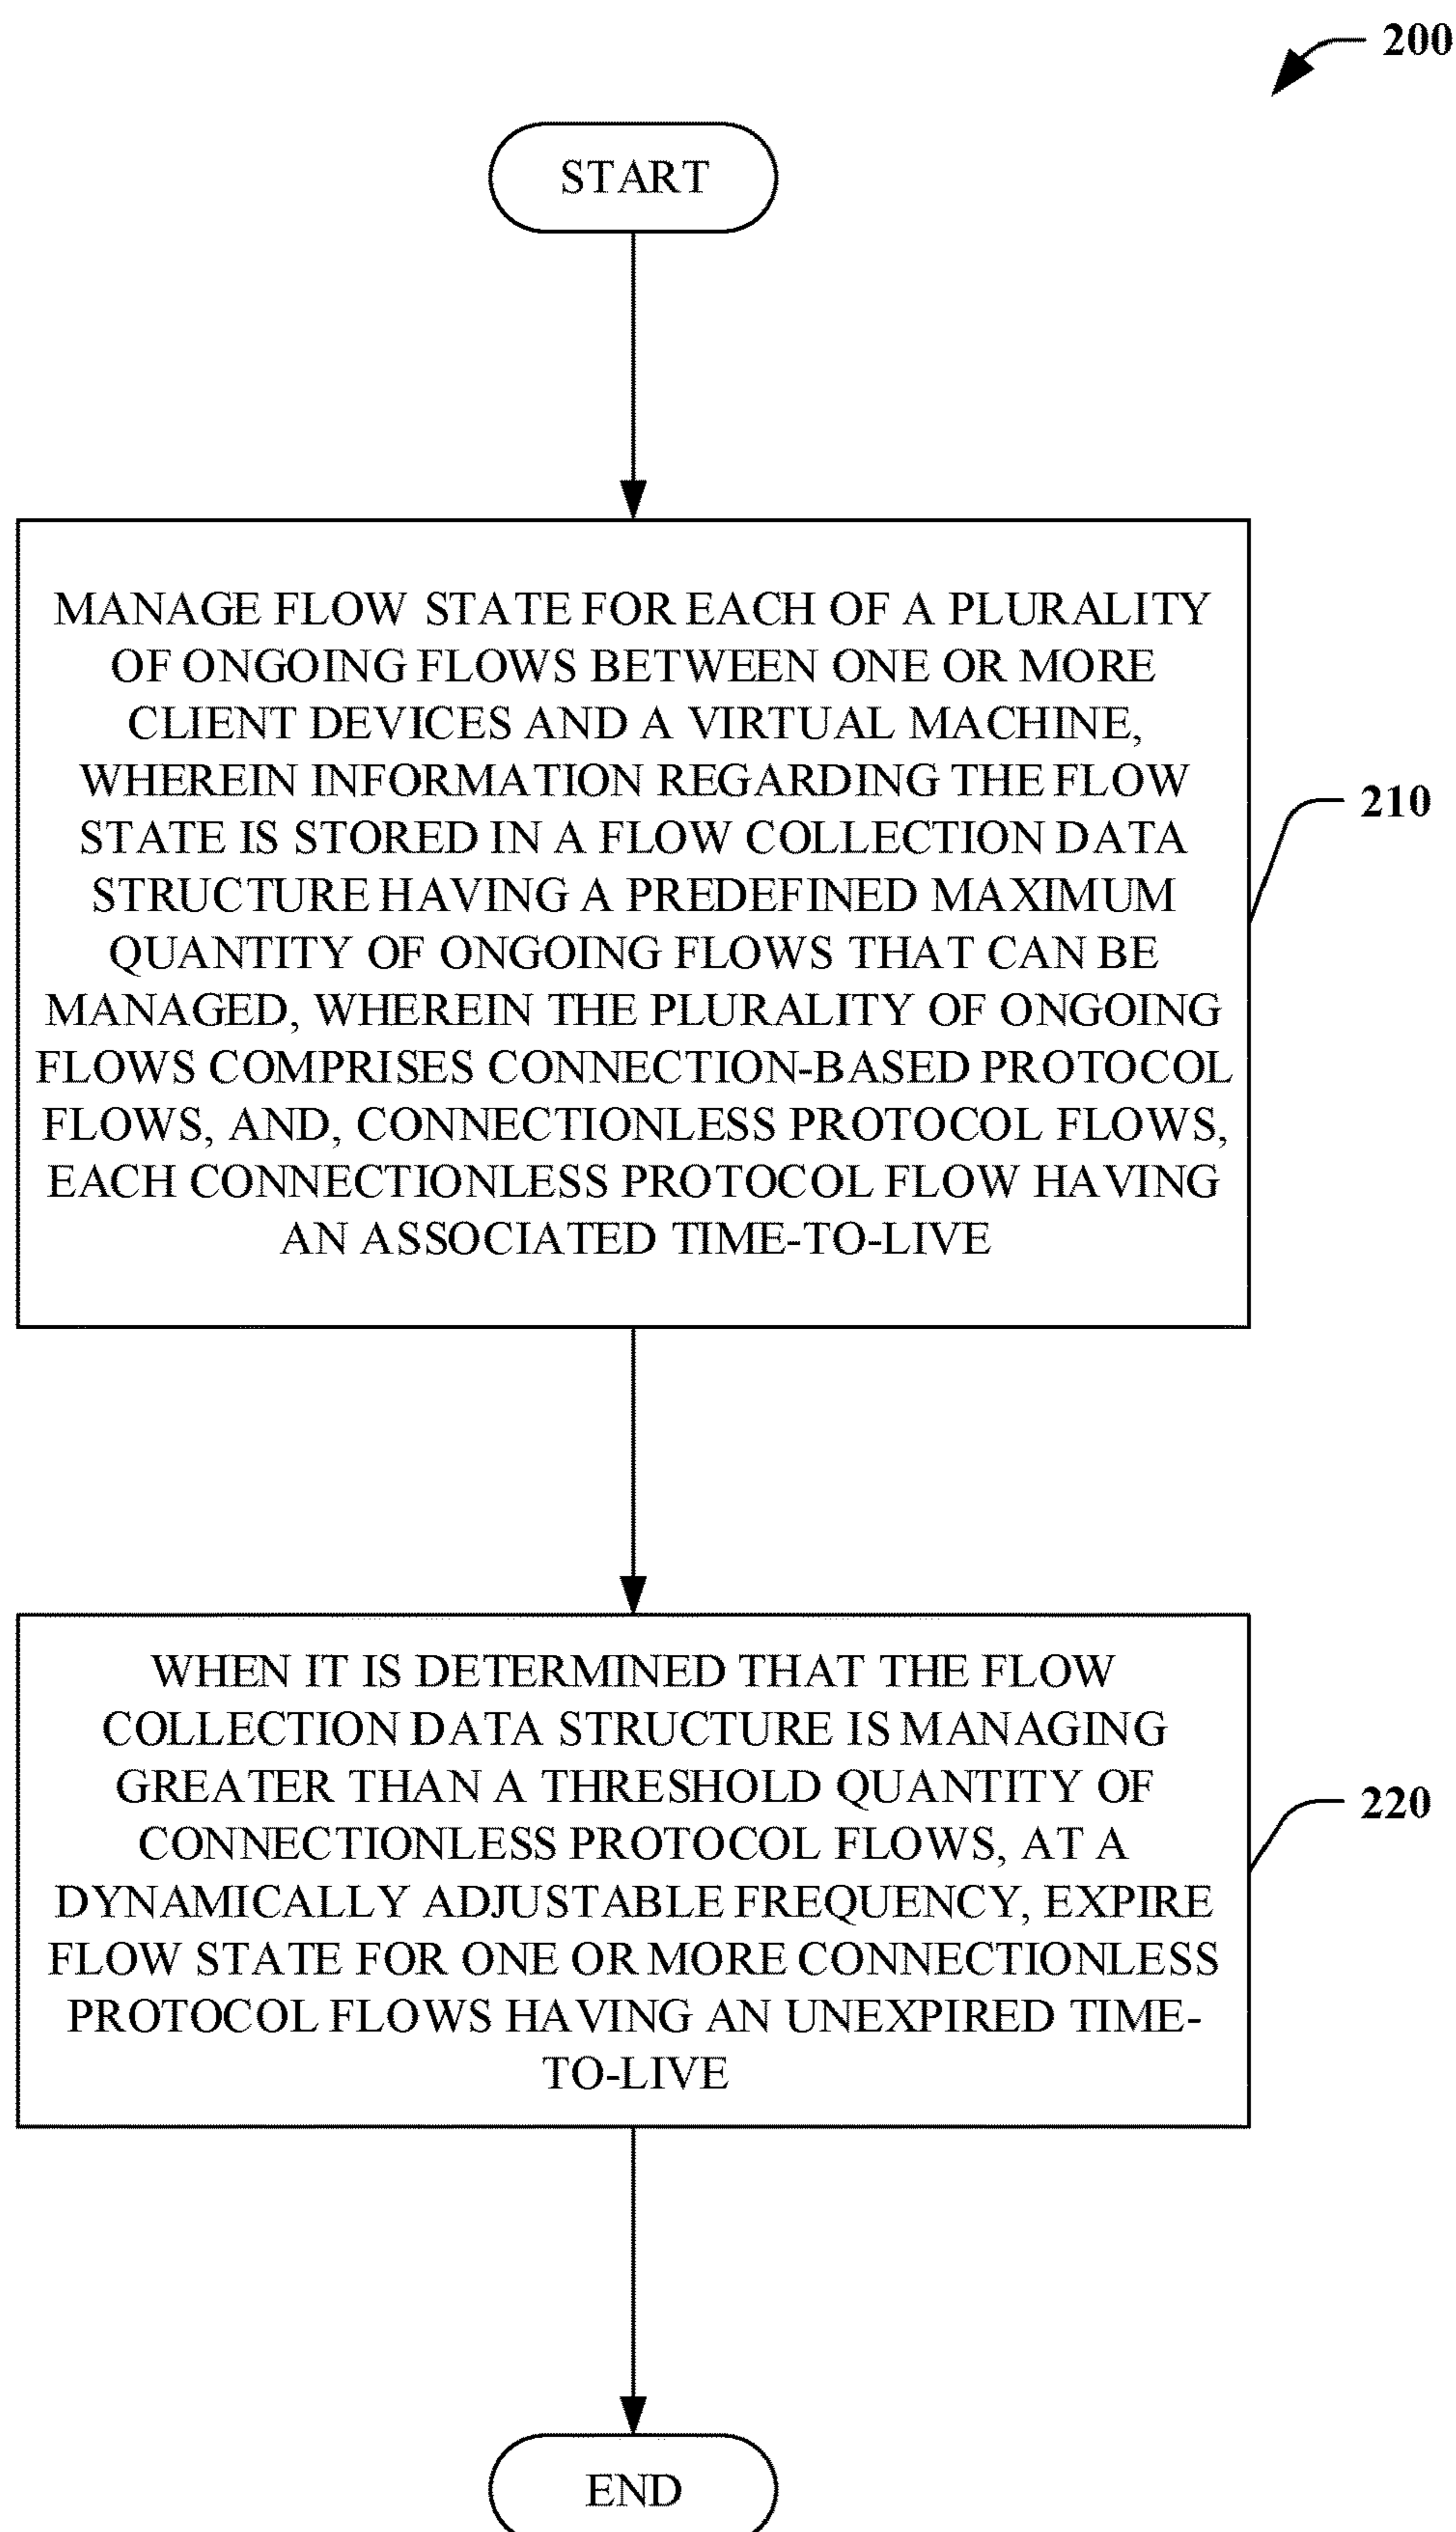 200
START
MANAGE FLOW STATE FOR EACH OF A PLURALITY
OF ONGOING FLOWS BETWEEN ONE OR MORE
CLIENT DEVICES AND A VIRTUAL MACHINE,
WHEREIN INFORMATION REGARDING THE FLOW
STATE IS STORED IN A FLOW COLLECTION DATA
STRUCTURE HAVING A PREDEFINED MAXIMUM
QUANTITY OF ONGOING FLOWS THAT CAN BE
MANAGED, WHEREIN THE PLURALITY OF ONGOING
FLOWS COMPRISES CONNECTION-BASED PROTOCOL
FLOWS, AND, CONNECTIONLESS PROTOCOL FLOWS,
EACH CONNECTIONLESS PROTOCOL FLOW HAVING
AN ASSOCIATED TIME-TO-LIVE
210
WHEN IT IS DETERMINED THAT THE FLOW
COLLECTION DATA STRUCTURE IS MANAGING
GREATER THAN A THRESHOLD QUANTITY OF
CONNECTIONLESS PROTOCOL FLOWS, AT A
DYNAMICALLY ADJUSTABLE FREQUENCY, EXPIRE
FLOW STATE FOR ONE OR MORE CONNECTIONLESS
PROTOCOL FLOWS HAVING AN UNEXPIRED TIME-
TO-LIVE
220
END